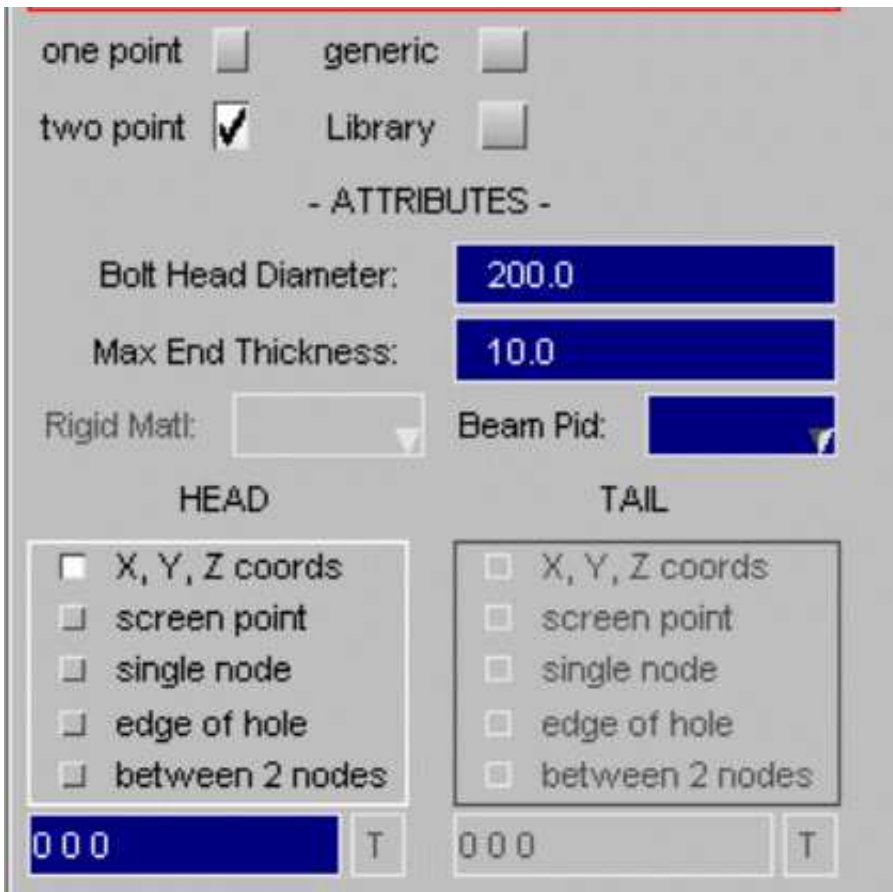 one point generic
two point Library
- ATTRIBUTES -
Bolt Head Diameter: 200.0
Max End Thickness: 10.0
Rigid Matl: Beam Pid:
HEAD TAIL
X, Y, Z coords X, Y, Z coords
screen point screen point
single node single node
edge of hole edge of hole
between 2 nodes between 2 nodes
0 0 0 T 0 0 0 T